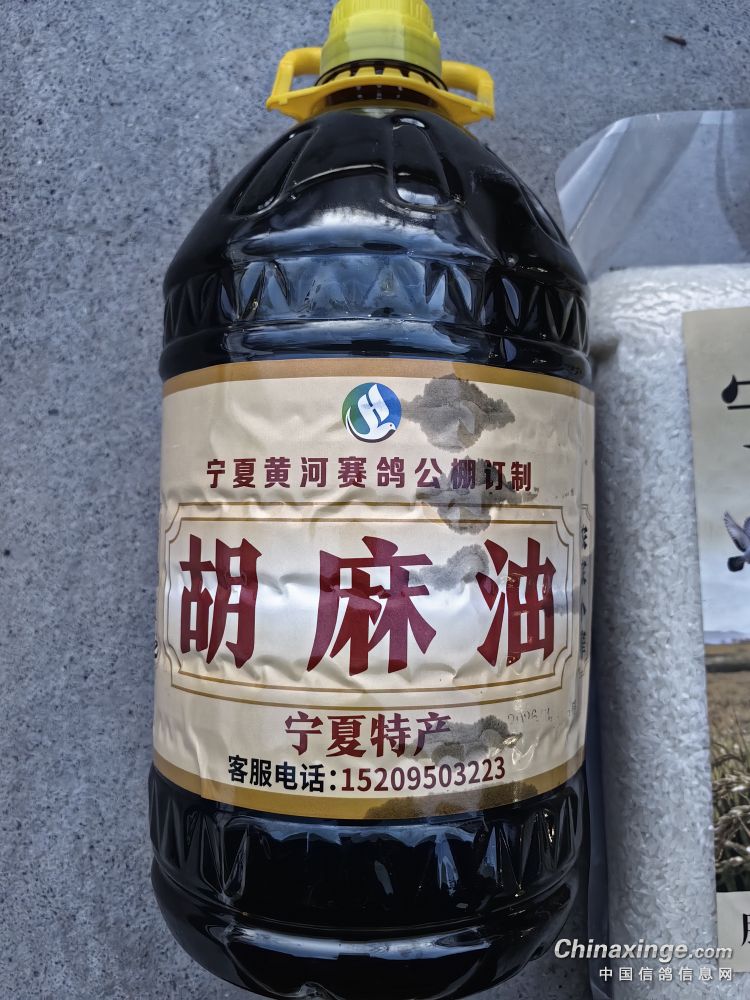 宁夏黄河赛鸽公棚订制
胡麻油
宁夏特产
客服电话:15209503223
Chinaxinge.com
中国信鸽信息网